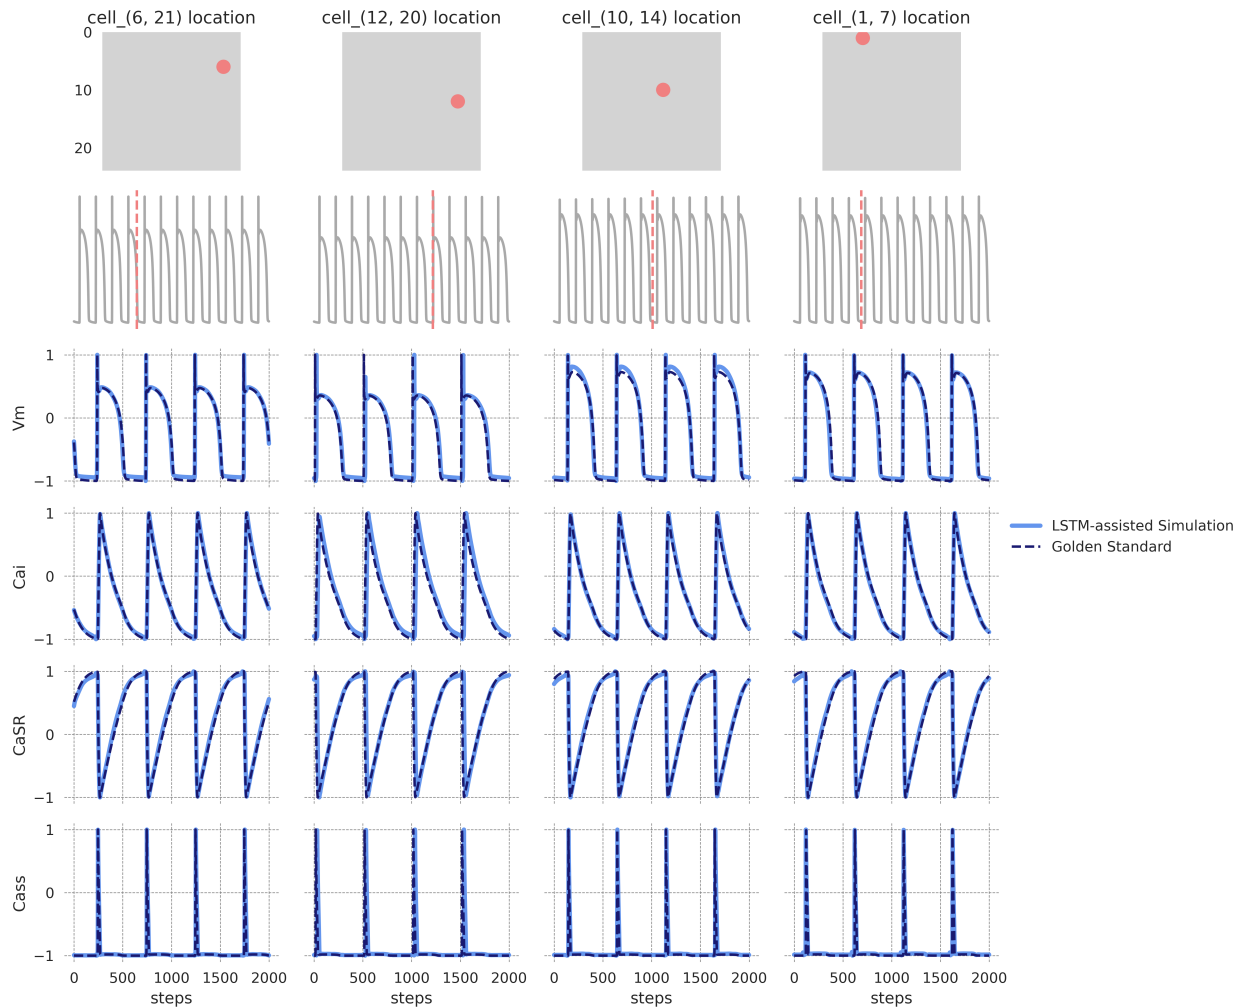 cell_(6, 21) location cell_(12, 20) location cell_(10, 14) location cell_(1, 7) location
0
10
20
1
Vm 0
−1
1
Cai 0
−1
LSTM-assisted Simulation
Golden Standard
1
CaSR 0
−1
1
Cass 0
−1
0 500 1000 1500 2000 0 500 1000 1500 2000 0 500 1000 1500 2000 0 500 1000 1500 2000
steps steps steps steps